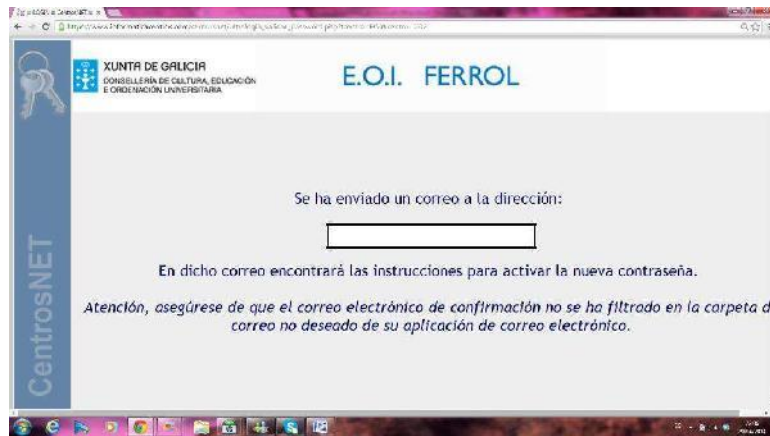 XUNTA DE GALICIA
CONSELLERÍA DE CULTURA, EDUCACIÓN
E ORDENACIÓN UNIVERSITARIA
E.O.I. FERROL
CentrosNET
Se ha enviado un correo a la dirección:
En dicho correo encontrará las instrucciones para activar la nueva contraseña.
Atención, asegúrese de que el correo electrónico de confirmación no se ha filtrado en la carpeta d
correo no deseado de su aplicación de correo electrónico.